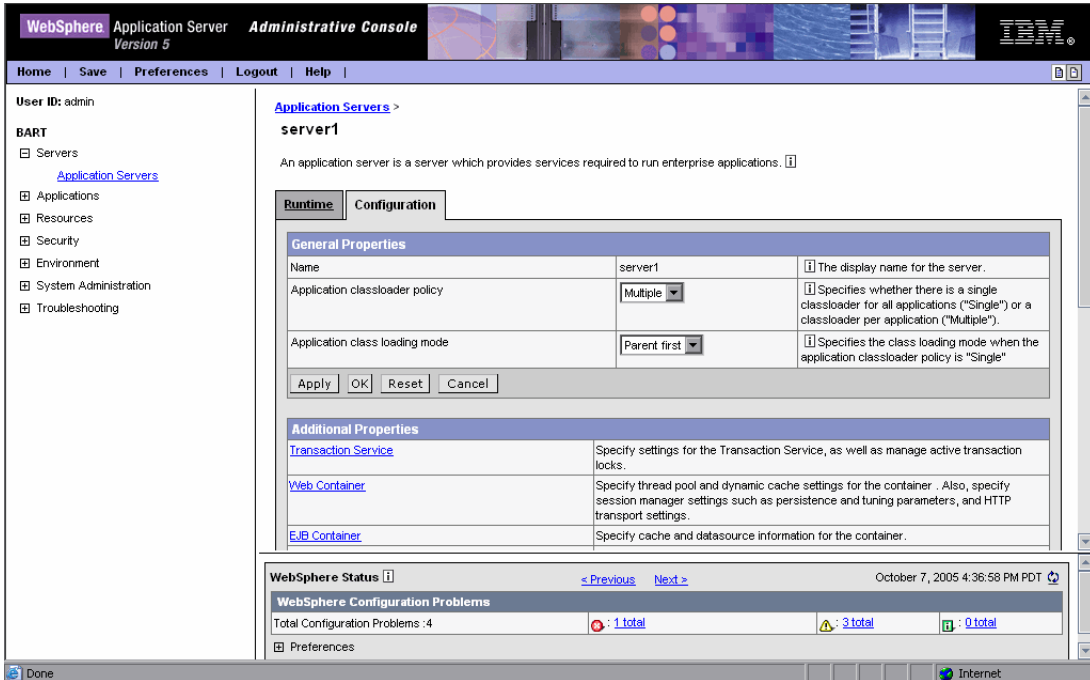 WebSphere Application Server Administrative Console
Version 5
IBM
Home | Save | Preferences | Logout | Help |
User ID: admin
BART
Servers
Application Servers
Applications
Resources
Security
Environment
System Administration
Troubleshooting
Application Servers >
server1
An application server is a server which provides services required to run enterprise applications.
Runtime Configuration
General Properties
Name server1 The display name for the server.
Application classloader policy Multiple Specifies whether there is a single
classloader for all applications ("Single") or a
classloader per application ("Multiple").
Application class loading mode Parent first Specifies the class loading mode when the
application classloader policy is "Single"
Apply OK Reset Cancel
Additional Properties
Transaction Service Specify settings for the Transaction Service, as well as manage active transaction
locks.
Web Container Specify thread pool and dynamic cache settings for the container . Also, specify
session manager settings such as persistence and tuning parameters, and HTTP
transport settings.
EJB Container Specify cache and datasource information for the container.
WebSphere Status < Previous Next > October 7, 2005 4:36:58 PM PDT
WebSphere Configuration Problems
Total Configuration Problems :4 : 1 total : 3 total : 0 total
Preferences
Done Internet